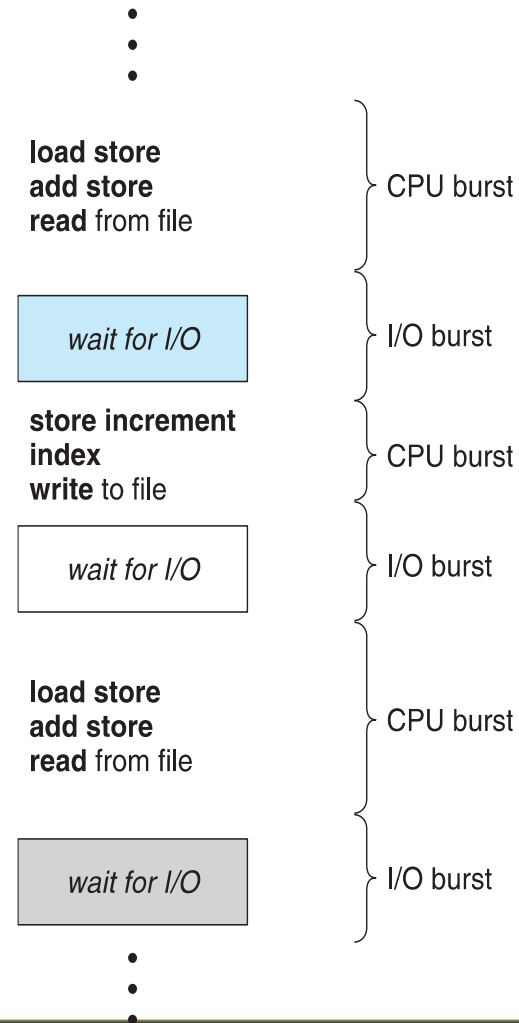 load store
add store
read from file
CPU burst
wait for I/O
I/O burst
store increment
index
write to file
CPU burst
wait for I/O
I/O burst
load store
add store
read from file
CPU burst
wait for I/O
I/O burst